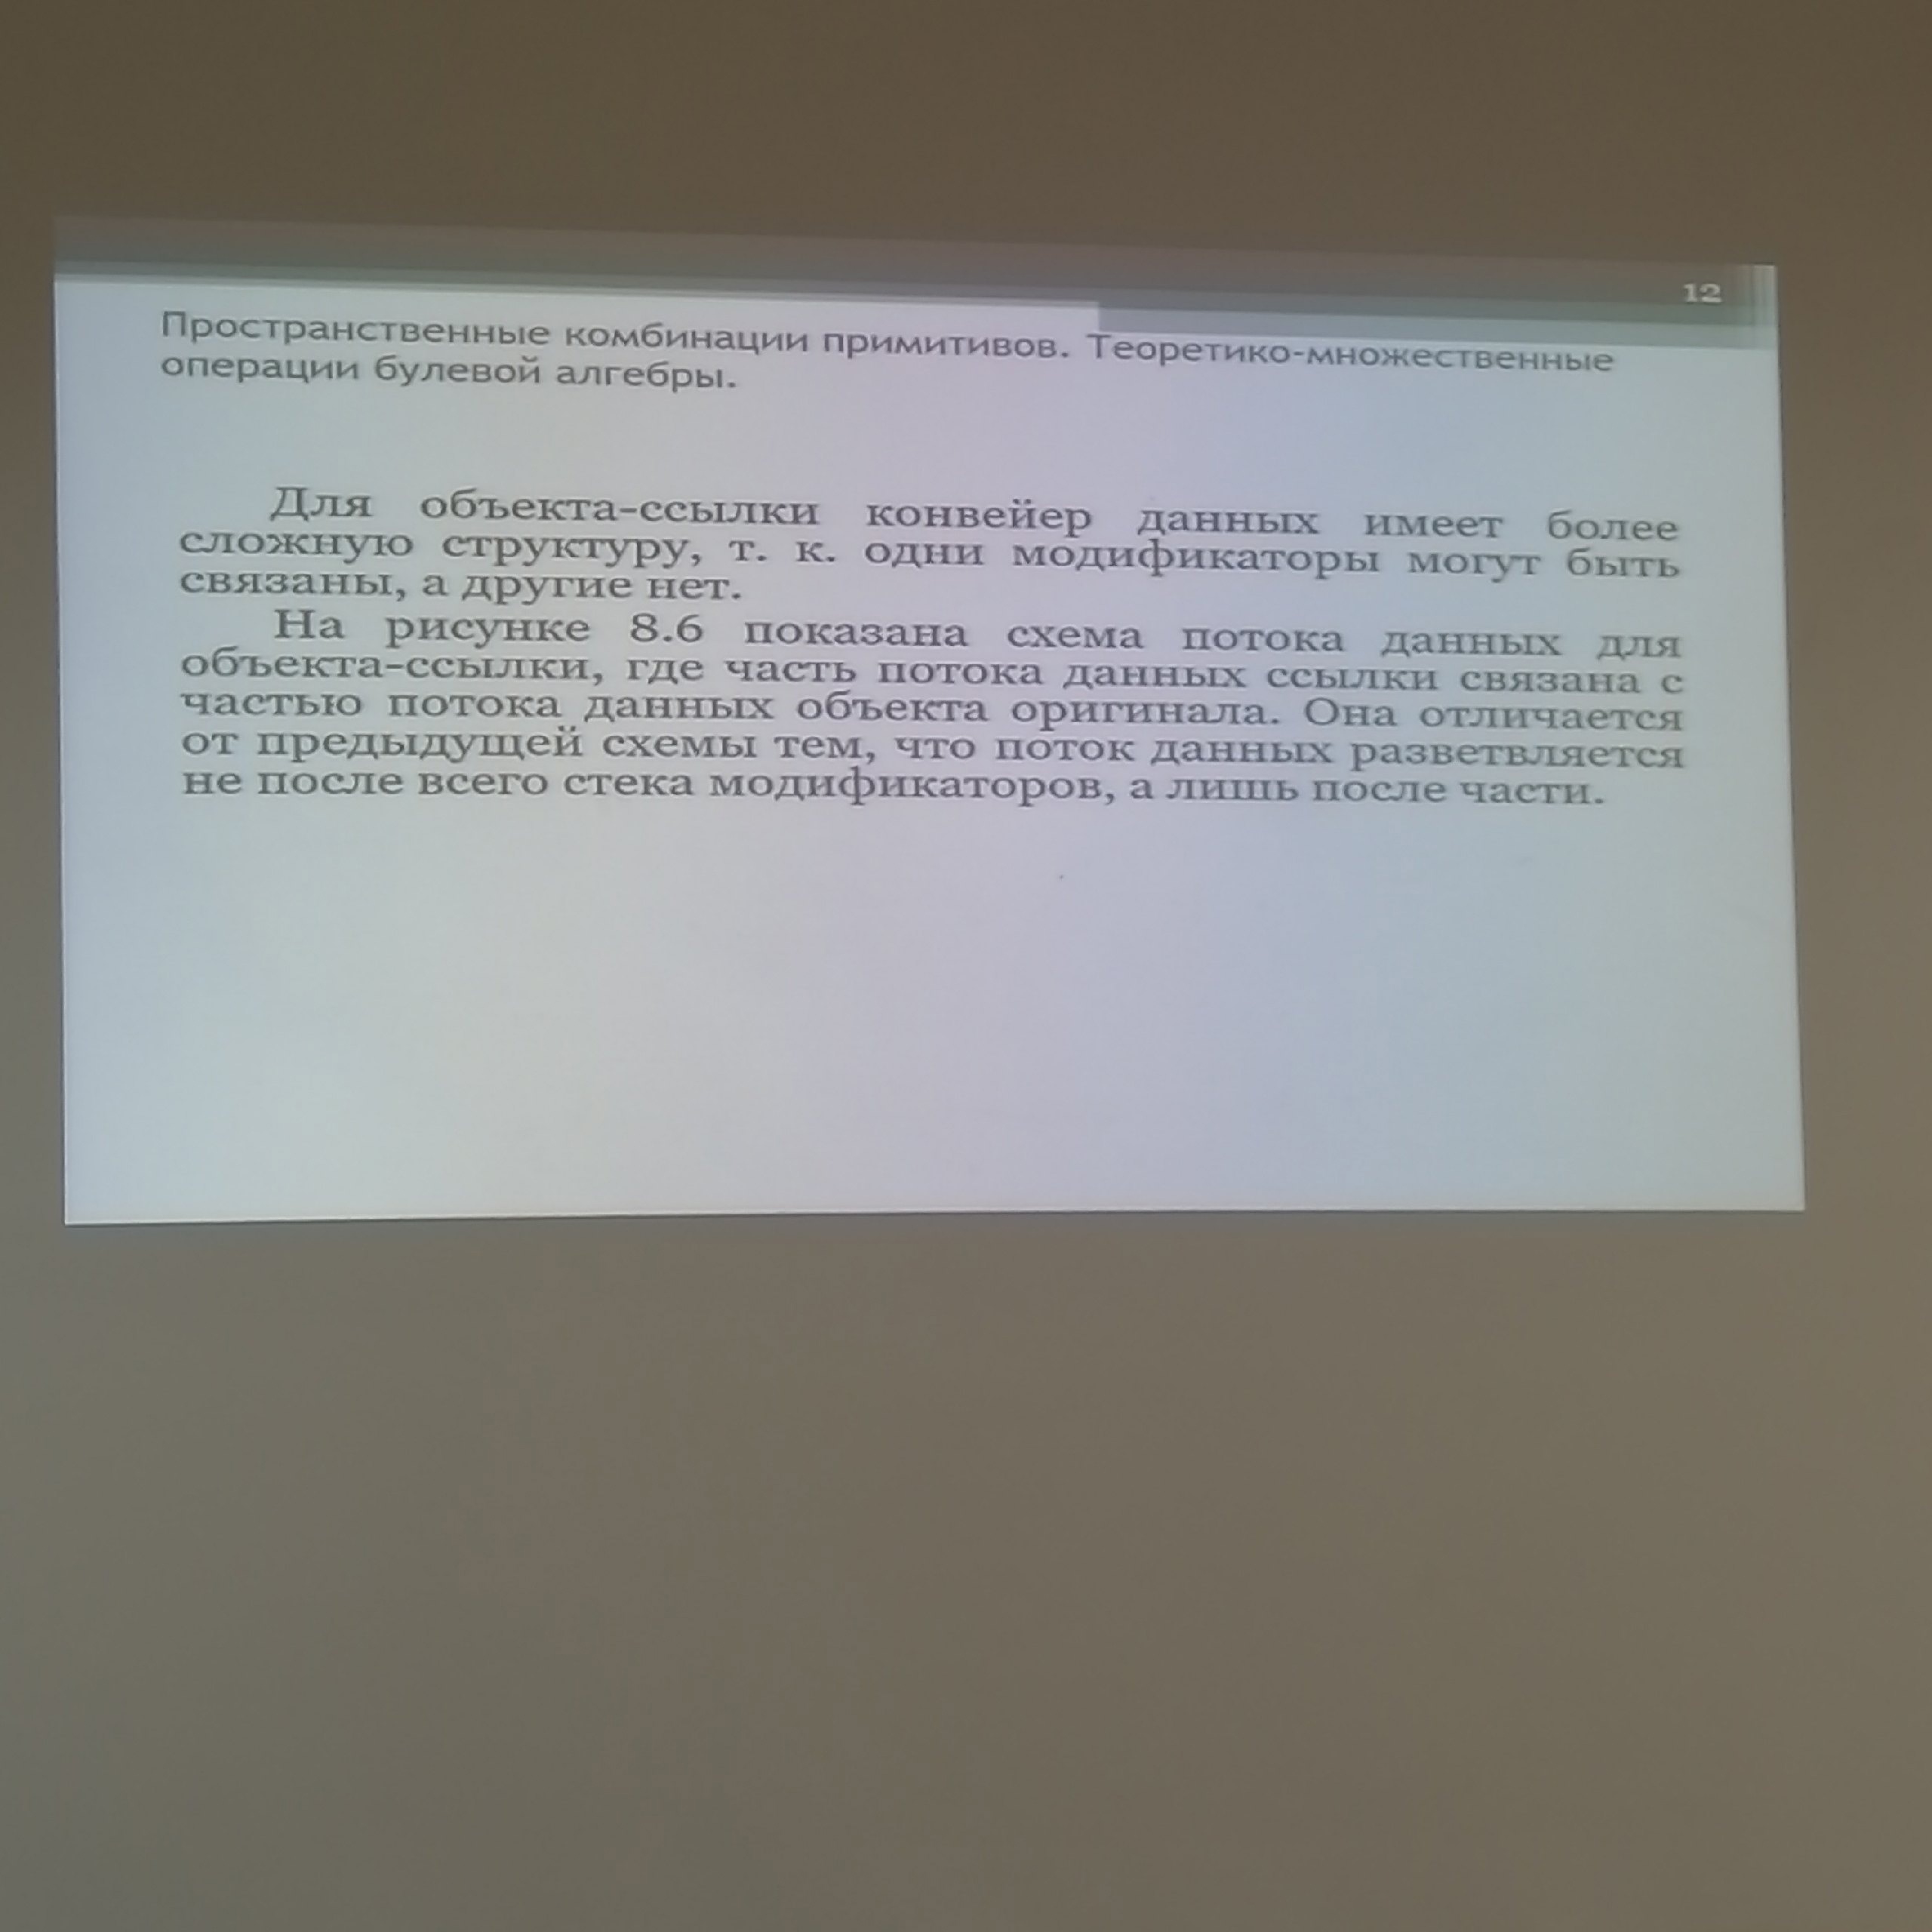 12
Пространственные комбинации примитивов. Теоретико-множественные
операции булевой алгебры.
Для объекта-ссылки конвейер данных имеет более
сложную структуру, т. к. одни модификаторы могут быть
связаны, а другие нет.
На рисунке 8.6 показана схема потока данных для
объекта-ссылки, где часть потока данных ссылки связана с
частью потока данных объекта оригинала. Она отличается
от предыдущей схемы тем, что поток данных разветвляется
не после всего стека модификаторов, а лишь после части.